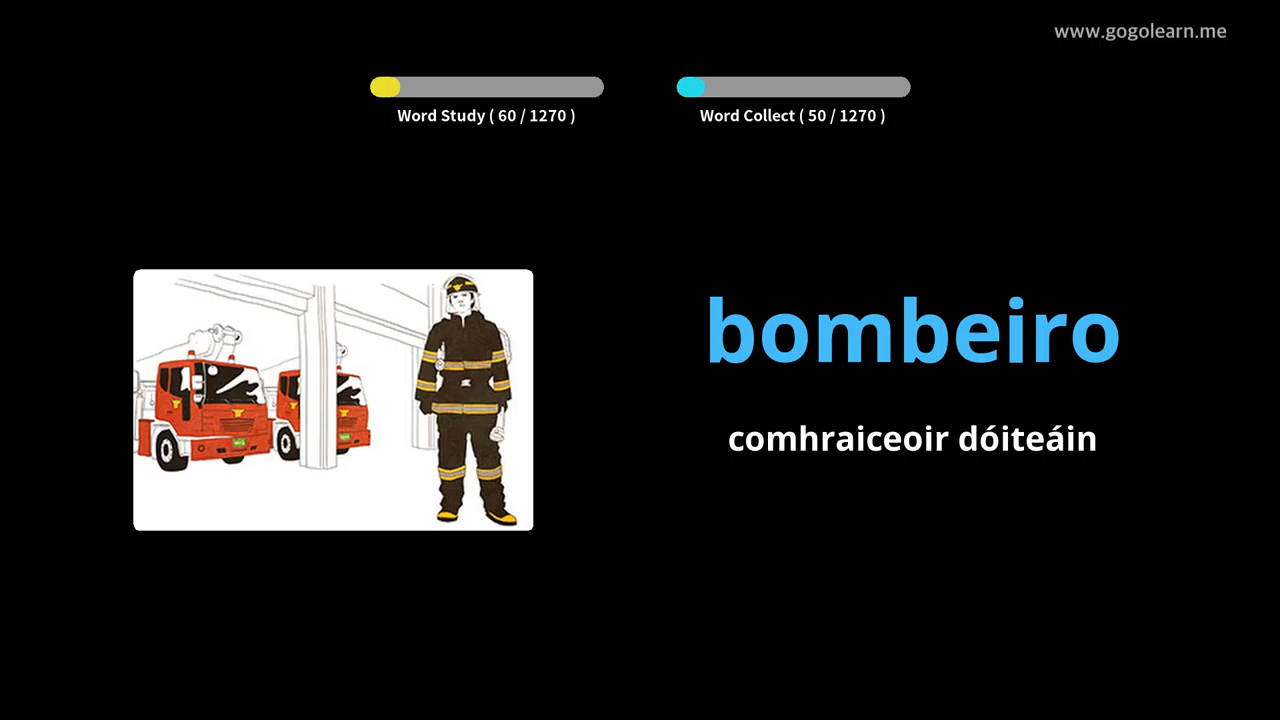 www.gogolearn.me
Word Study ( 60 / 1270 )
Word Collect ( 50 / 1270 )
bombeiro
comhraiceoir dóiteáin